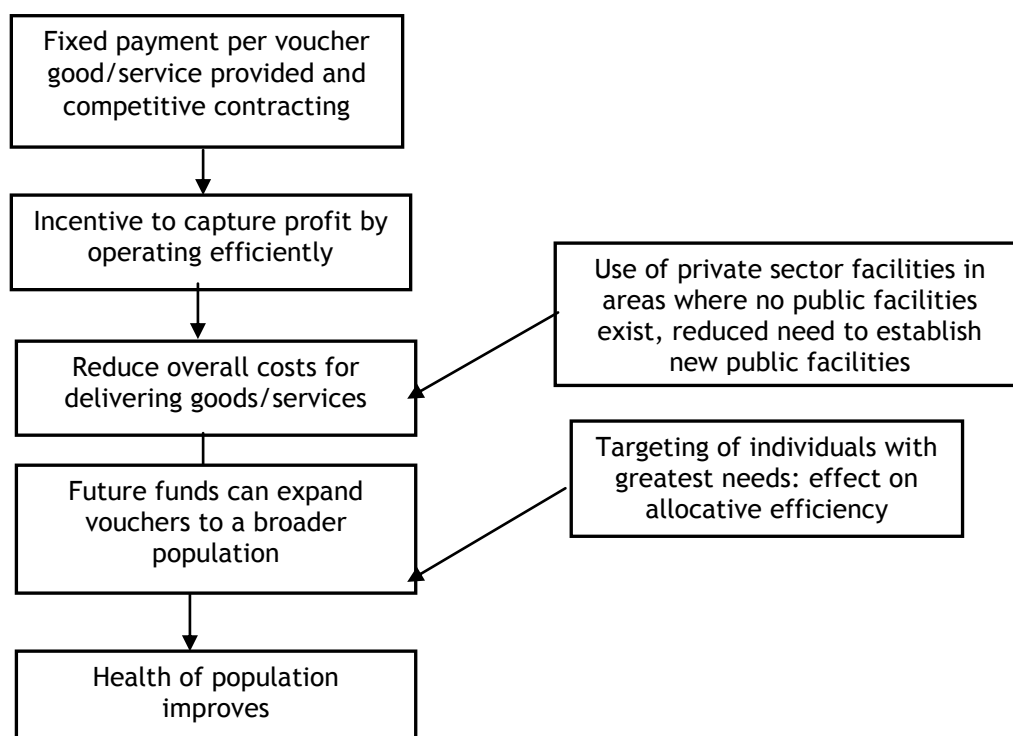 Fixed payment per voucher
good/service provided and
competitive contracting
Incentive to capture profit by
operating efficiently
Use of private sector facilities in
areas where no public facilities
exist, reduced need to establish
new public facilities
Reduce overall costs for
delivering goods/services
Targeting of individuals with
greatest needs: effect on
allocative efficiency
Future funds can expand
vouchers to a broader
population
Health of population
improves